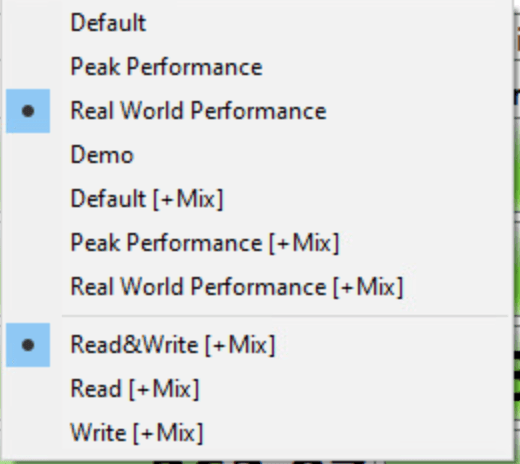 Default
Peak Performance
Real World Performance
Demo
Default [+Mix]
Peak Performance [+Mix]
Real World Performance [+Mix]
Read&Write [+Mix]
Read [+Mix]
Write [+Mix]